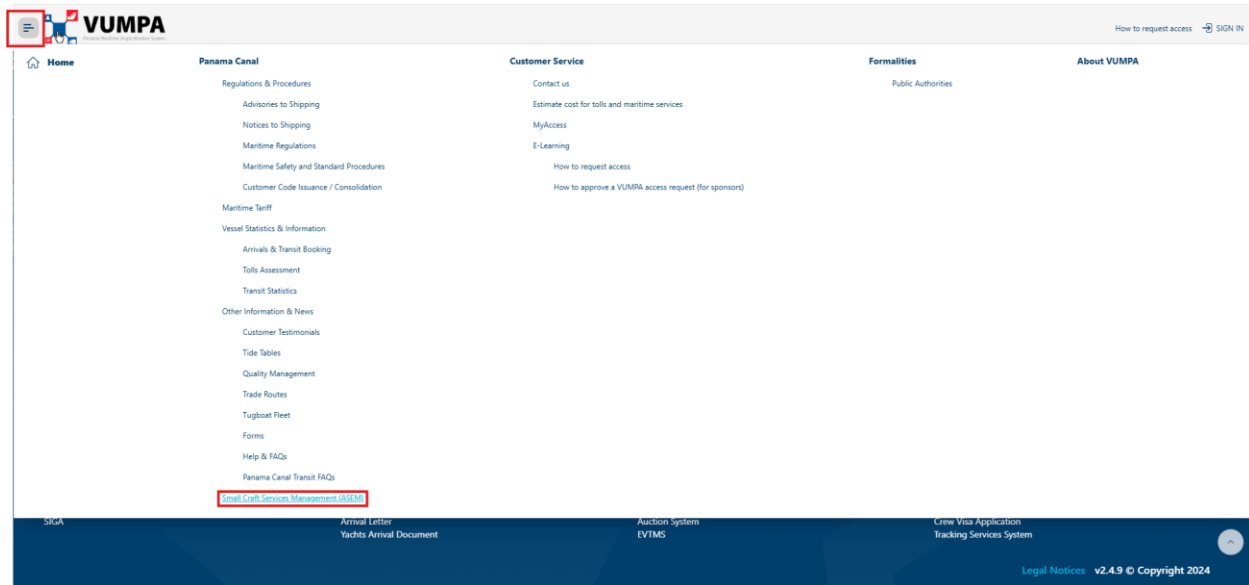 VUMPA
Panama Maritime Single Window System
How to request access
SIGN IN
Home
Panama Canal
Regulations & Procedures
Advisories to Shipping
Notices to Shipping
Maritime Regulations
Maritime Safety and Standard Procedures
Customer Code Issuance / Consolidation
Maritime Tariff
Vessel Statistics & Information
Arrivals & Transit Booking
Tolls Assessment
Transit Statistics
Other Information & News
Customer Testimonials
Tide Tables
Quality Management
Trade Routes
Tugboat Fleet
Forms
Help & FAQs
Panama Canal Transit FAQs
Small Craft Services Management (ASEM)
Customer Service
Contact us
Estimate cost for tolls and maritime services
MyAccess
E-Learning
How to request access
How to approve a VUMPA access request (for sponsors)
Formalities
Public Authorities
About VUMPA
SIGA
Arrival Letter
Yachts Arrival Document
Auction System
EVTMS
Crew Visa Application
Tracking Services System
Legal Notices v2.4.9 © Copyright 2024